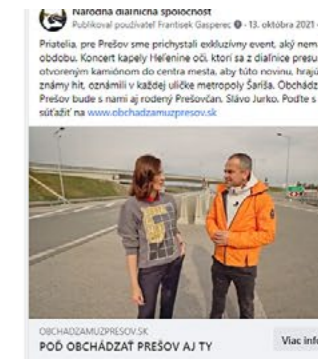 Národná diaľničná spoločnosť
Publikoval používateľ Frantisek Gasperec · 13. októbra 2021 ·
Priatelia, pre Prešov sme prichystali exkluzívny event, aký nem
obdobu. Koncert kapely Heľenine oči, ktorí sa z diaľnice presu
otvoreným kamiónom do centra mesta, aby túto novinu, hrajú
známy hit, oznámili v každej uličke metropoly Šariša. Obchádz
Prešov bude s nami aj rodený Prešovčan. Slávo Jurko. Poďte s
súťažiť na www.obchadzamuzpresov.sk
OBCHADZAMUZPRESOV.SK
POĎ OBCHÁDZAŤ PREŠOV AJ TY
Viac info